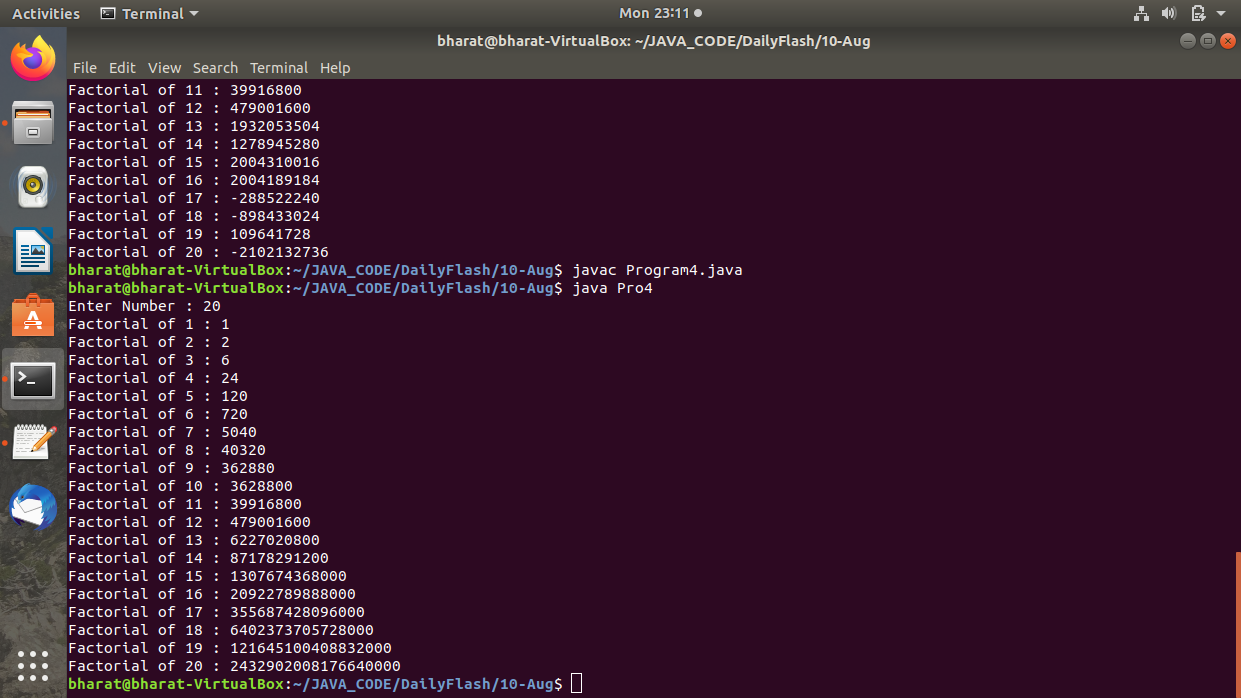 Activities Terminal Mon 23:11
bharat@bharat-VirtualBox: ~/JAVA_CODE/DailyFlash/10-Aug
File Edit View Search Terminal Help
Factorial of 11 : 39916800
Factorial of 12 : 479001600
Factorial of 13 : 1932053504
Factorial of 14 : 1278945280
Factorial of 15 : 2004310016
Factorial of 16 : 2004189184
Factorial of 17 : -288522240
Factorial of 18 : -898433024
Factorial of 19 : 109641728
Factorial of 20 : -2102132736
bharat@bharat-VirtualBox:~/JAVA_CODE/DailyFlash/10-Aug$ javac Program4.java
bharat@bharat-VirtualBox:~/JAVA_CODE/DailyFlash/10-Aug$ java Pro4
Enter Number : 20
Factorial of 1 : 1
Factorial of 2 : 2
Factorial of 3 : 6
Factorial of 4 : 24
Factorial of 5 : 120
Factorial of 6 : 720
Factorial of 7 : 5040
Factorial of 8 : 40320
Factorial of 9 : 362880
Factorial of 10 : 3628800
Factorial of 11 : 39916800
Factorial of 12 : 479001600
Factorial of 13 : 6227020800
Factorial of 14 : 87178291200
Factorial of 15 : 1307674368000
Factorial of 16 : 20922789888000
Factorial of 17 : 355687428096000
Factorial of 18 : 6402373705728000
Factorial of 19 : 121645100408832000
Factorial of 20 : 2432902008176640000
bharat@bharat-VirtualBox:~/JAVA_CODE/DailyFlash/10-Aug$